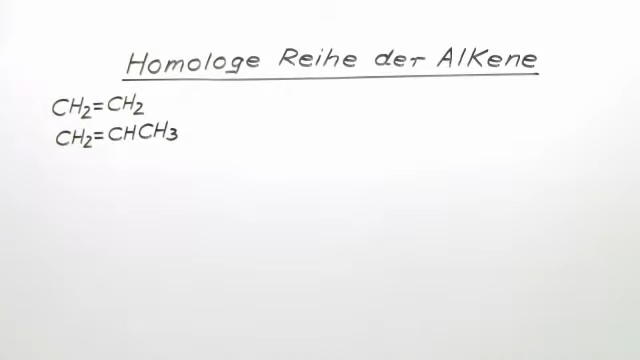 Homologe Reihe der Alkene
CH₂=CH₂
CH₂=CHCH₃